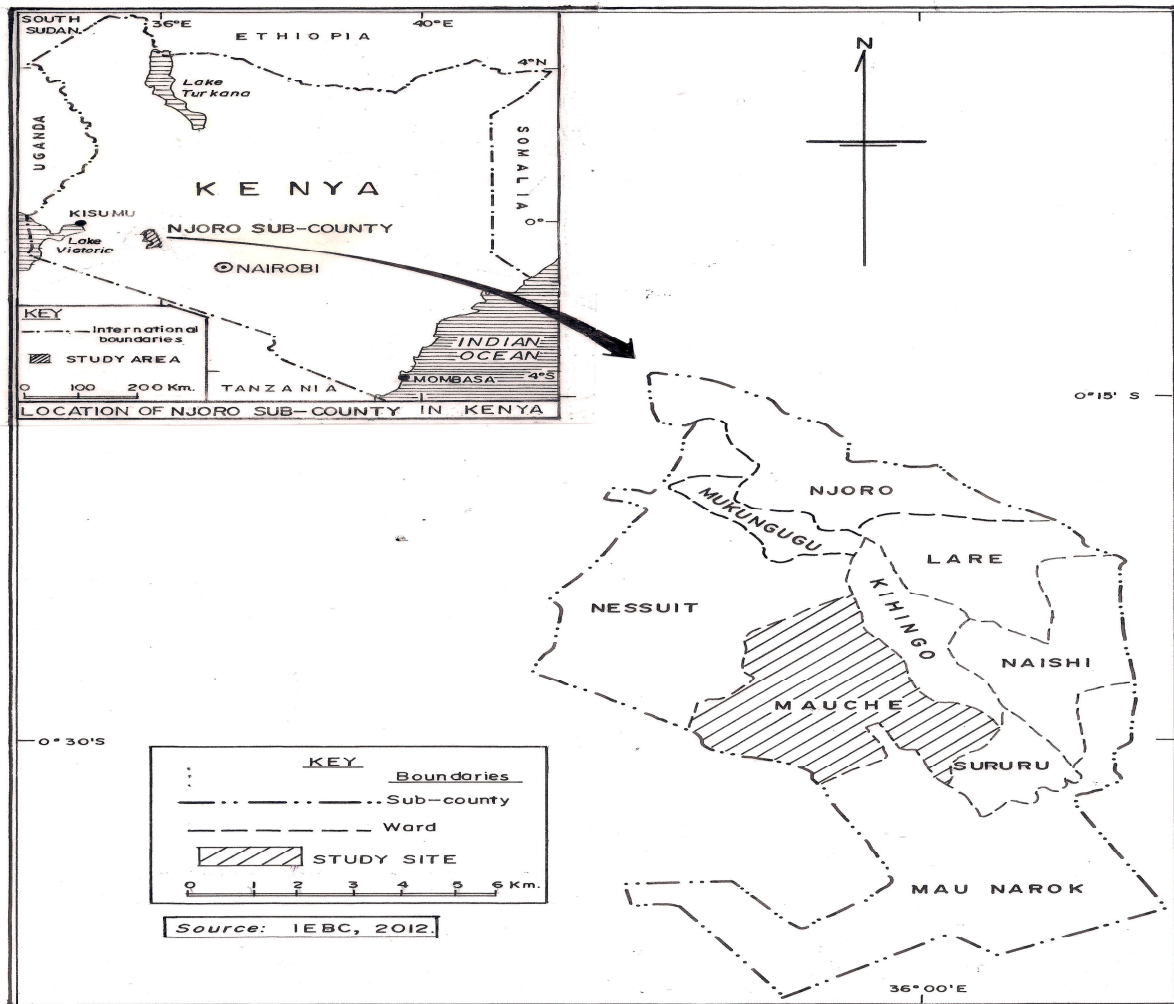 SOUTH
SUDAN.
36°E
40°E
ETHIOPIA
4°N
Lake
Turkana
UGANDA
SOMALIA
KENYA
KISUMU
0°
NJORO SUB-COUNTY
Lake
Victoria
NAIROBI
KEY
International
boundaries
STUDY AREA
0 100 200 Km.
INDIAN
OCEAN
MOMBASA
4°S
TANZANIA
LOCATION OF NJORO SUB-COUNTY IN KENYA
N
0°15' S
NJORO
MUKUNGUGU
LARE
KIHINGO
NESSUIT
NAISHI
MAUCHE
SURURU
MAU NAROK
0°30'S
36°00'E
KEY
Boundaries
Sub-county
Ward
STUDY SITE
0 1 2 3 4 5 6 Km.
Source: IEBC, 2012.